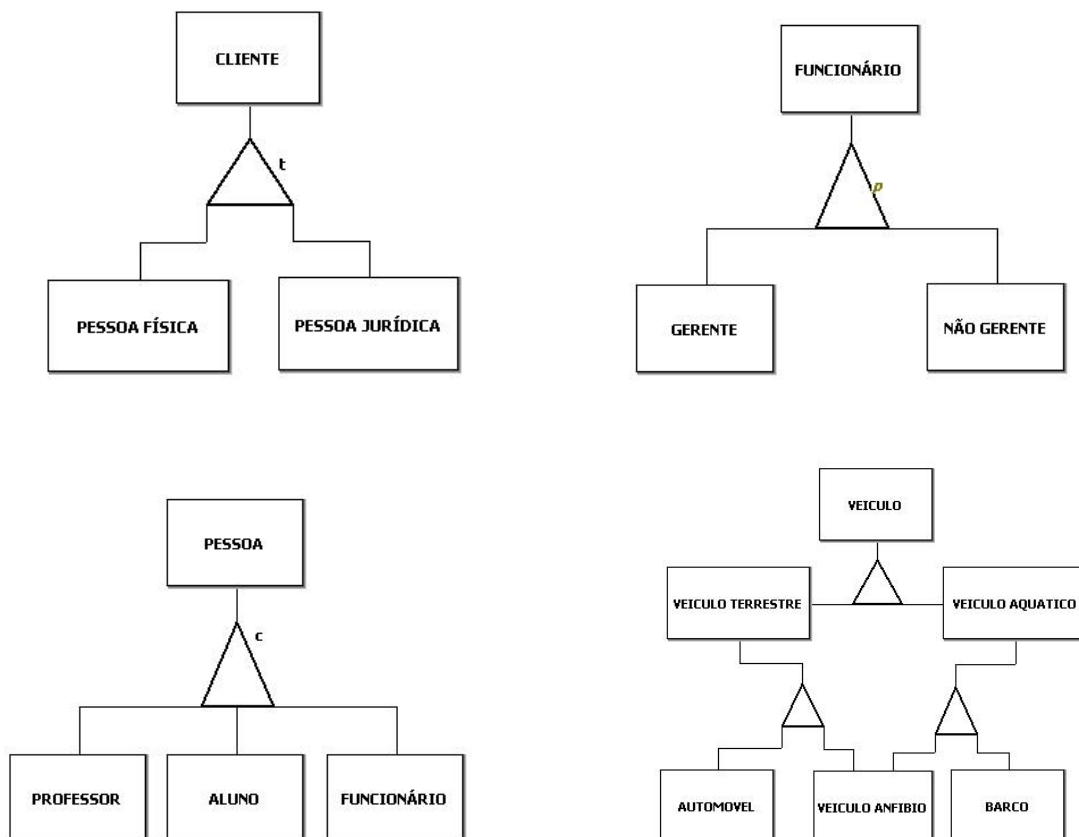 CLIENTE
t
PESSOA FÍSICA
PESSOA JURÍDICA
FUNCIONÁRIO
p
GERENTE
NÃO GERENTE
PESSOA
c
PROFESSOR
ALUNO
FUNCIONÁRIO
VEICULO
VEICULO TERRESTRE
VEICULO AQUATICO
AUTOMOVEL
VEICULO ANFIBIO
BARCO